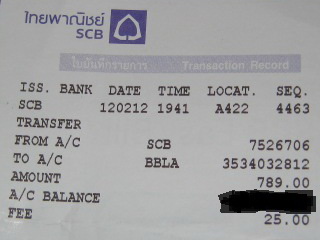 ไทยพาณิชย์
SCB
ใบบันทึกรายการ Transaction Record
ISS. BANK DATE TIME LOCAT. SEQ.
SCB 120212 1941 A422 4463
TRANSFER
FROM A/C SCB 7526706
TO A/C BBLA 3534032812
AMOUNT 789.00
A/C BALANCE
FEE 25.00